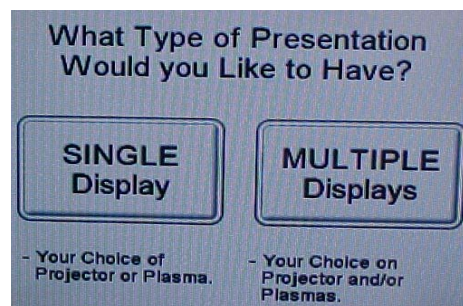 What Type of Presentation
Would you Like to Have?
SINGLE
Display
MULTIPLE
Displays
- Your Choice of
Projector or Plasma.
- Your Choice on
Projector and/or
Plasmas.